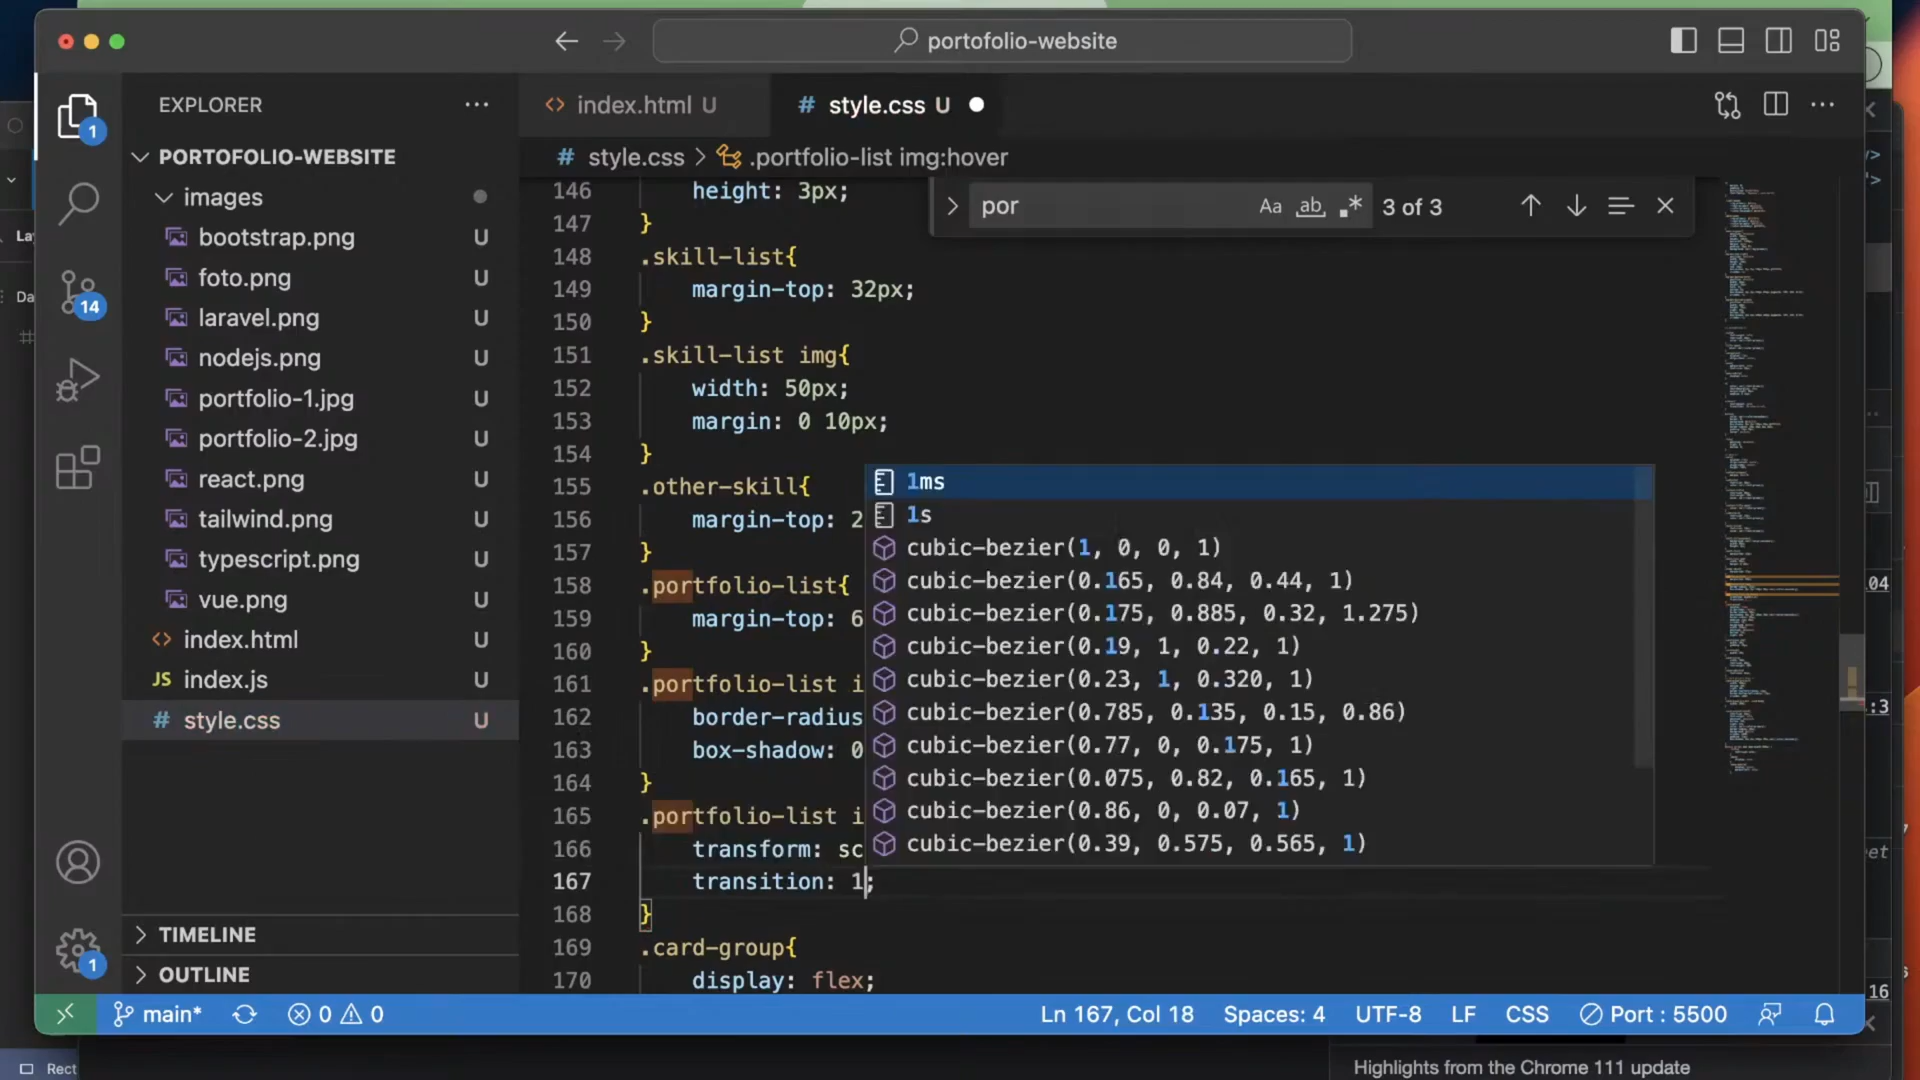 portofolio-website
EXPLORER
PORTOFOLIO-WEBSITE
images
bootstrap.png U
foto.png U
laravel.png U
nodejs.png U
portfolio-1.jpg U
portfolio-2.jpg U
react.png U
tailwind.png U
typescript.png U
vue.png U
index.html U
JS index.js U
# style.css U
TIMELINE
OUTLINE
1
14
1
<> index.html U
# style.css U
# style.css > .portfolio-list img:hover
por Aa ab 3 of 3
146 height: 3px;
147 }
148 .skill-list{
149 margin-top: 32px;
150 }
151 .skill-list img{
152 width: 50px;
153 margin: 0 10px;
154 }
155 .other-skill{
156 margin-top: 2
157 }
158 .portfolio-list{
159 margin-top: 6
160 }
161 .portfolio-list i
162 border-radius
163 box-shadow: 0
164 }
165 .portfolio-list i
166 transform: sc
167 transition: 1;
168 }
169 .card-group{
170 display: flex;
1ms
1s
cubic-bezier(1, 0, 0, 1)
cubic-bezier(0.165, 0.84, 0.44, 1)
cubic-bezier(0.175, 0.885, 0.32, 1.275)
cubic-bezier(0.19, 1, 0.22, 1)
cubic-bezier(0.23, 1, 0.320, 1)
cubic-bezier(0.785, 0.135, 0.15, 0.86)
cubic-bezier(0.77, 0, 0.175, 1)
cubic-bezier(0.075, 0.82, 0.165, 1)
cubic-bezier(0.86, 0, 0.07, 1)
cubic-bezier(0.39, 0.575, 0.565, 1)
main* 0 0 Ln 167, Col 18 Spaces: 4 UTF-8 LF CSS Port : 5500
Rect
Highlights from the Chrome 111 update
La
Da
04
:3
et
16